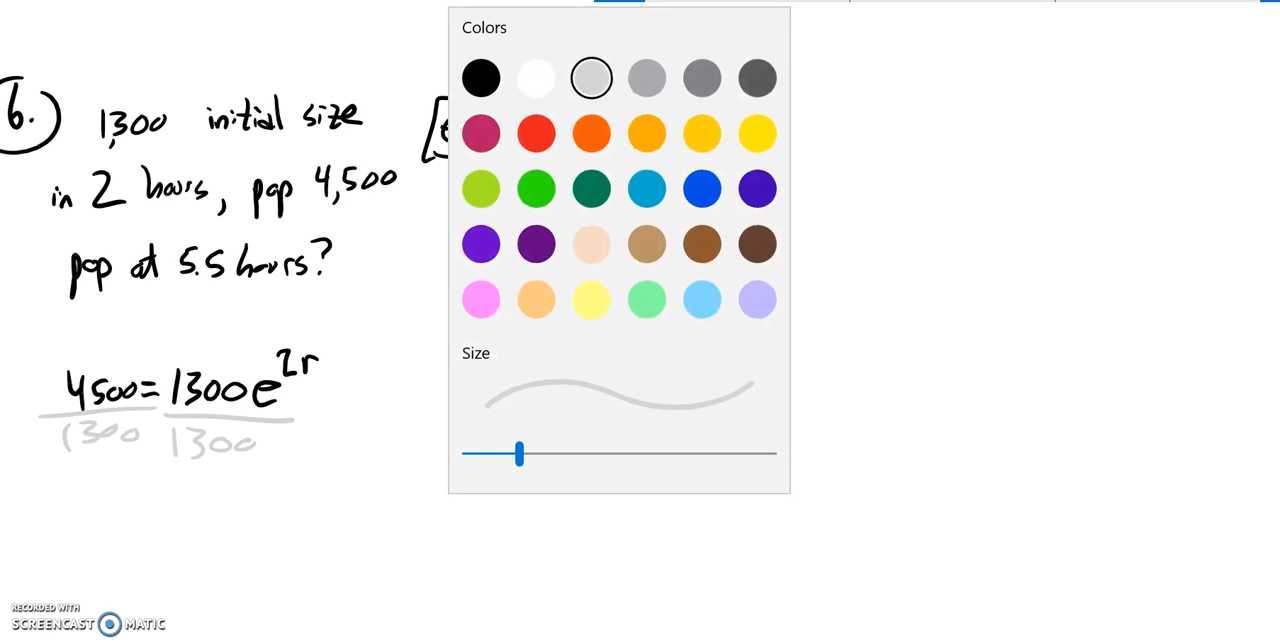 Colors
6.
1,300 initial size
in 2 hours, pop 4,500
pop at 5.5 hours?
4500 = 1300e^2r
1300 1300
Size
RECORDED WITH
SCREENCAST MATIC